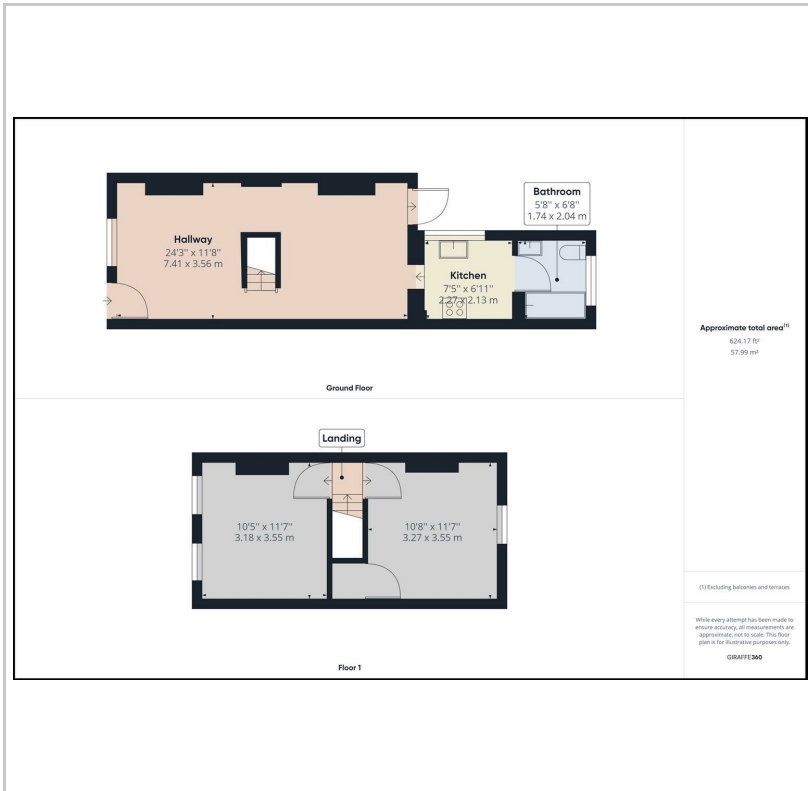 Hallway
24'3" x 11'8"
7.41 x 3.56 m
Kitchen
7'5" x 6'11"
2.27 x 2.13 m
Bathroom
5'8" x 6'8"
1.74 x 2.04 m
Ground Floor
Landing
10'5" x 11'7"
3.18 x 3.55 m
10'8" x 11'7"
3.27 x 3.55 m
Floor 1
Approximate total area(1)
624.17 ft²
57.99 m²
(1) Excluding balconies and terraces
While every attempt has been made to
ensure accuracy, all measurements are
approximate, not to scale. This floor
plan is for illustrative purposes only.
GIRAFFE360